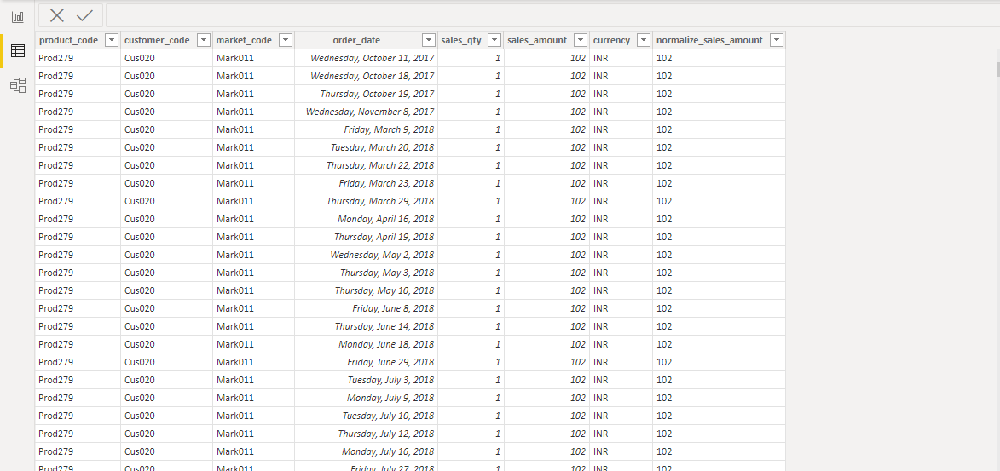 product_code customer_code market_code order_date sales_qty sales_amount currency normalize_sales_amount
Prod279 Cus020 Mark011 Wednesday, October 11, 2017 1 102 INR 102
Prod279 Cus020 Mark011 Wednesday, October 18, 2017 1 102 INR 102
Prod279 Cus020 Mark011 Thursday, October 19, 2017 1 102 INR 102
Prod279 Cus020 Mark011 Wednesday, November 8, 2017 1 102 INR 102
Prod279 Cus020 Mark011 Friday, March 9, 2018 1 102 INR 102
Prod279 Cus020 Mark011 Tuesday, March 20, 2018 1 102 INR 102
Prod279 Cus020 Mark011 Thursday, March 22, 2018 1 102 INR 102
Prod279 Cus020 Mark011 Friday, March 23, 2018 1 102 INR 102
Prod279 Cus020 Mark011 Thursday, March 29, 2018 1 102 INR 102
Prod279 Cus020 Mark011 Monday, April 16, 2018 1 102 INR 102
Prod279 Cus020 Mark011 Thursday, April 19, 2018 1 102 INR 102
Prod279 Cus020 Mark011 Wednesday, May 2, 2018 1 102 INR 102
Prod279 Cus020 Mark011 Thursday, May 3, 2018 1 102 INR 102
Prod279 Cus020 Mark011 Thursday, May 10, 2018 1 102 INR 102
Prod279 Cus020 Mark011 Friday, June 8, 2018 1 102 INR 102
Prod279 Cus020 Mark011 Thursday, June 14, 2018 1 102 INR 102
Prod279 Cus020 Mark011 Monday, June 18, 2018 1 102 INR 102
Prod279 Cus020 Mark011 Friday, June 29, 2018 1 102 INR 102
Prod279 Cus020 Mark011 Tuesday, July 3, 2018 1 102 INR 102
Prod279 Cus020 Mark011 Monday, July 9, 2018 1 102 INR 102
Prod279 Cus020 Mark011 Tuesday, July 10, 2018 1 102 INR 102
Prod279 Cus020 Mark011 Thursday, July 12, 2018 1 102 INR 102
Prod279 Cus020 Mark011 Monday, July 16, 2018 1 102 INR 102
Prod279 Cus020 Mark011 Friday, July 27, 2018 1 102 INR 102